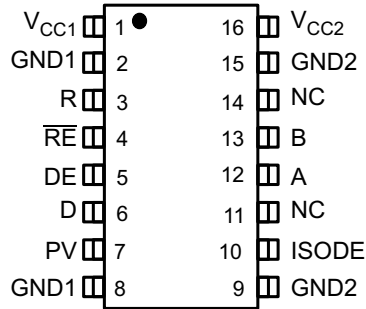 VCC1 1 16 VCC2
GND1 2 15 GND2
R 3 14 NC
RE 4 13 B
DE 5 12 A
D 6 11 NC
PV 7 10 ISODE
GND1 8 9 GND2